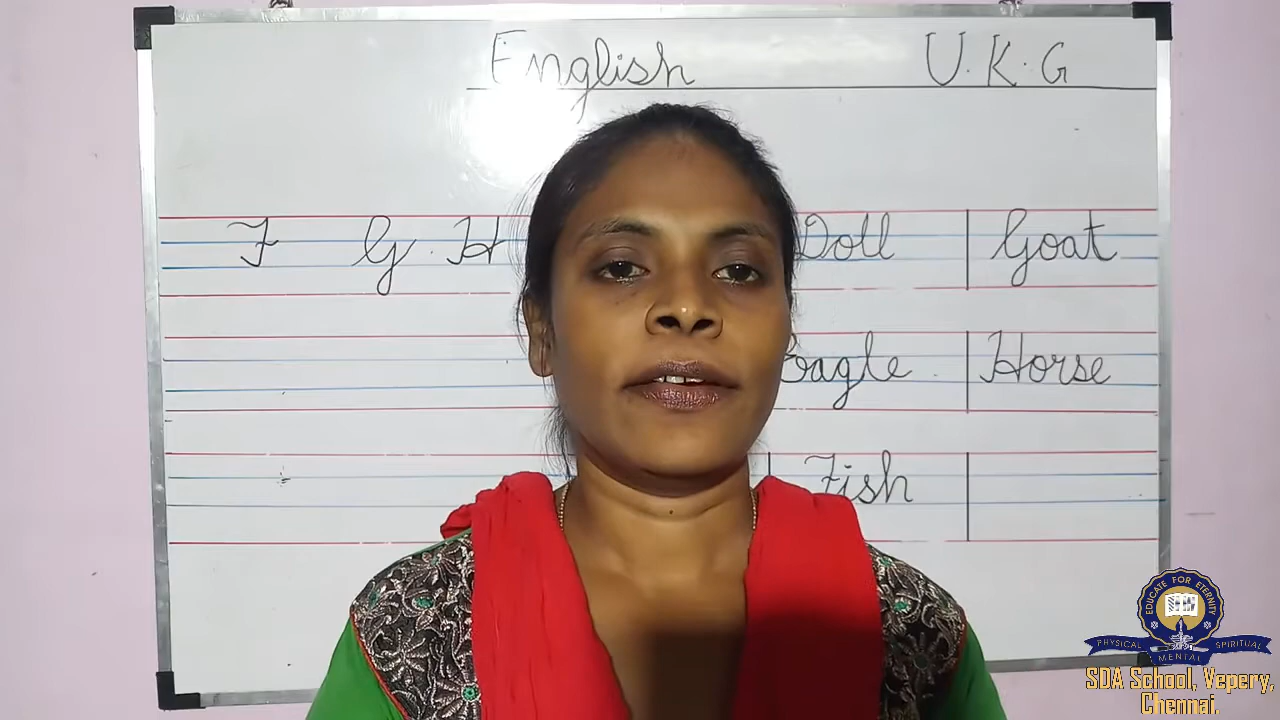 English U.K.G
F G H Doll Goat
Eagle Horse
Fish
EDUCATE FOR ETERNITY
PHYSICAL MENTAL SPIRITUAL
SDA School, Vepery,
Chennai.